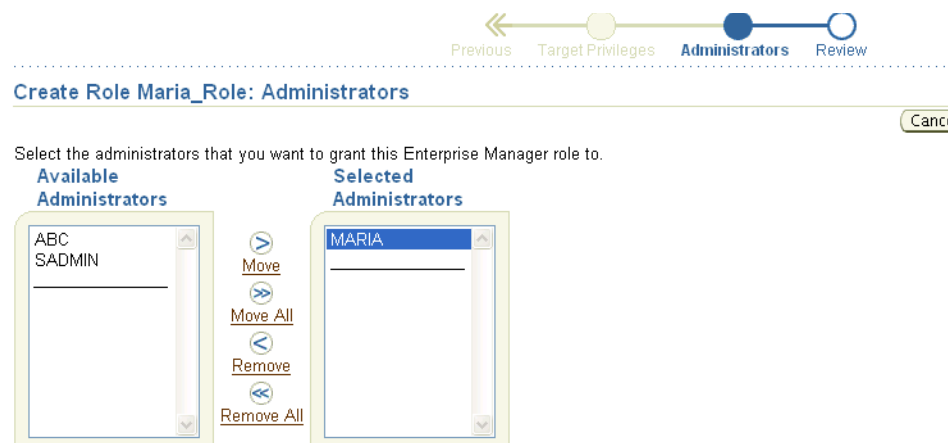 Previous Target Privileges Administrators Review
Create Role Maria_Role: Administrators
Select the administrators that you want to grant this Enterprise Manager role to.
Available Administrators
Selected Administrators
ABC
SADMIN
Move
Move All
Remove
Remove All
MARIA